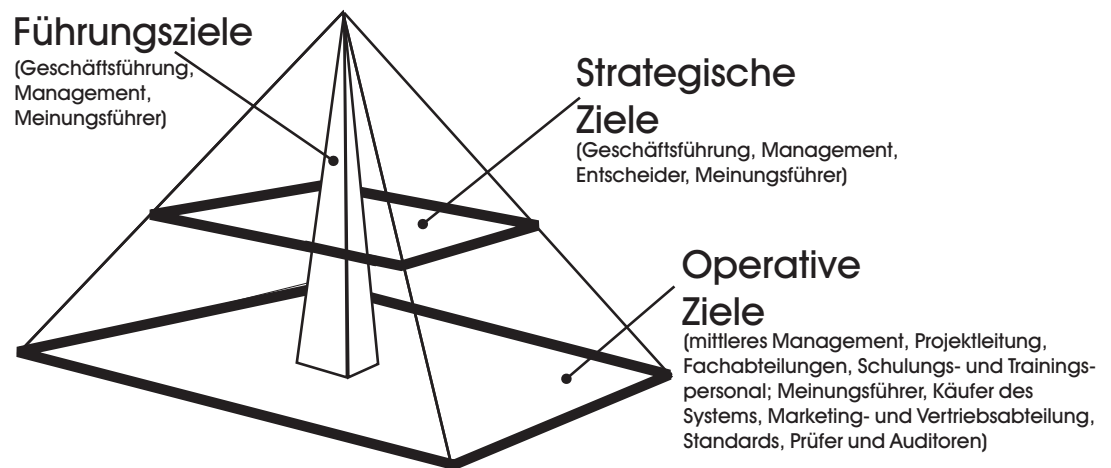 Führungsziele
(Geschäftsführung,
Management,
Meinungsführer)
Strategische
Ziele
(Geschäftsführung, Management,
Entscheider, Meinungsführer)
Operative
Ziele
(mittleres Management, Projektleitung,
Fachabteilungen, Schulungs- und Trainings-
personal; Meinungsführer, Käufer des
Systems, Marketing- und Vertriebsabteilung,
Standards, Prüfer und Auditoren)